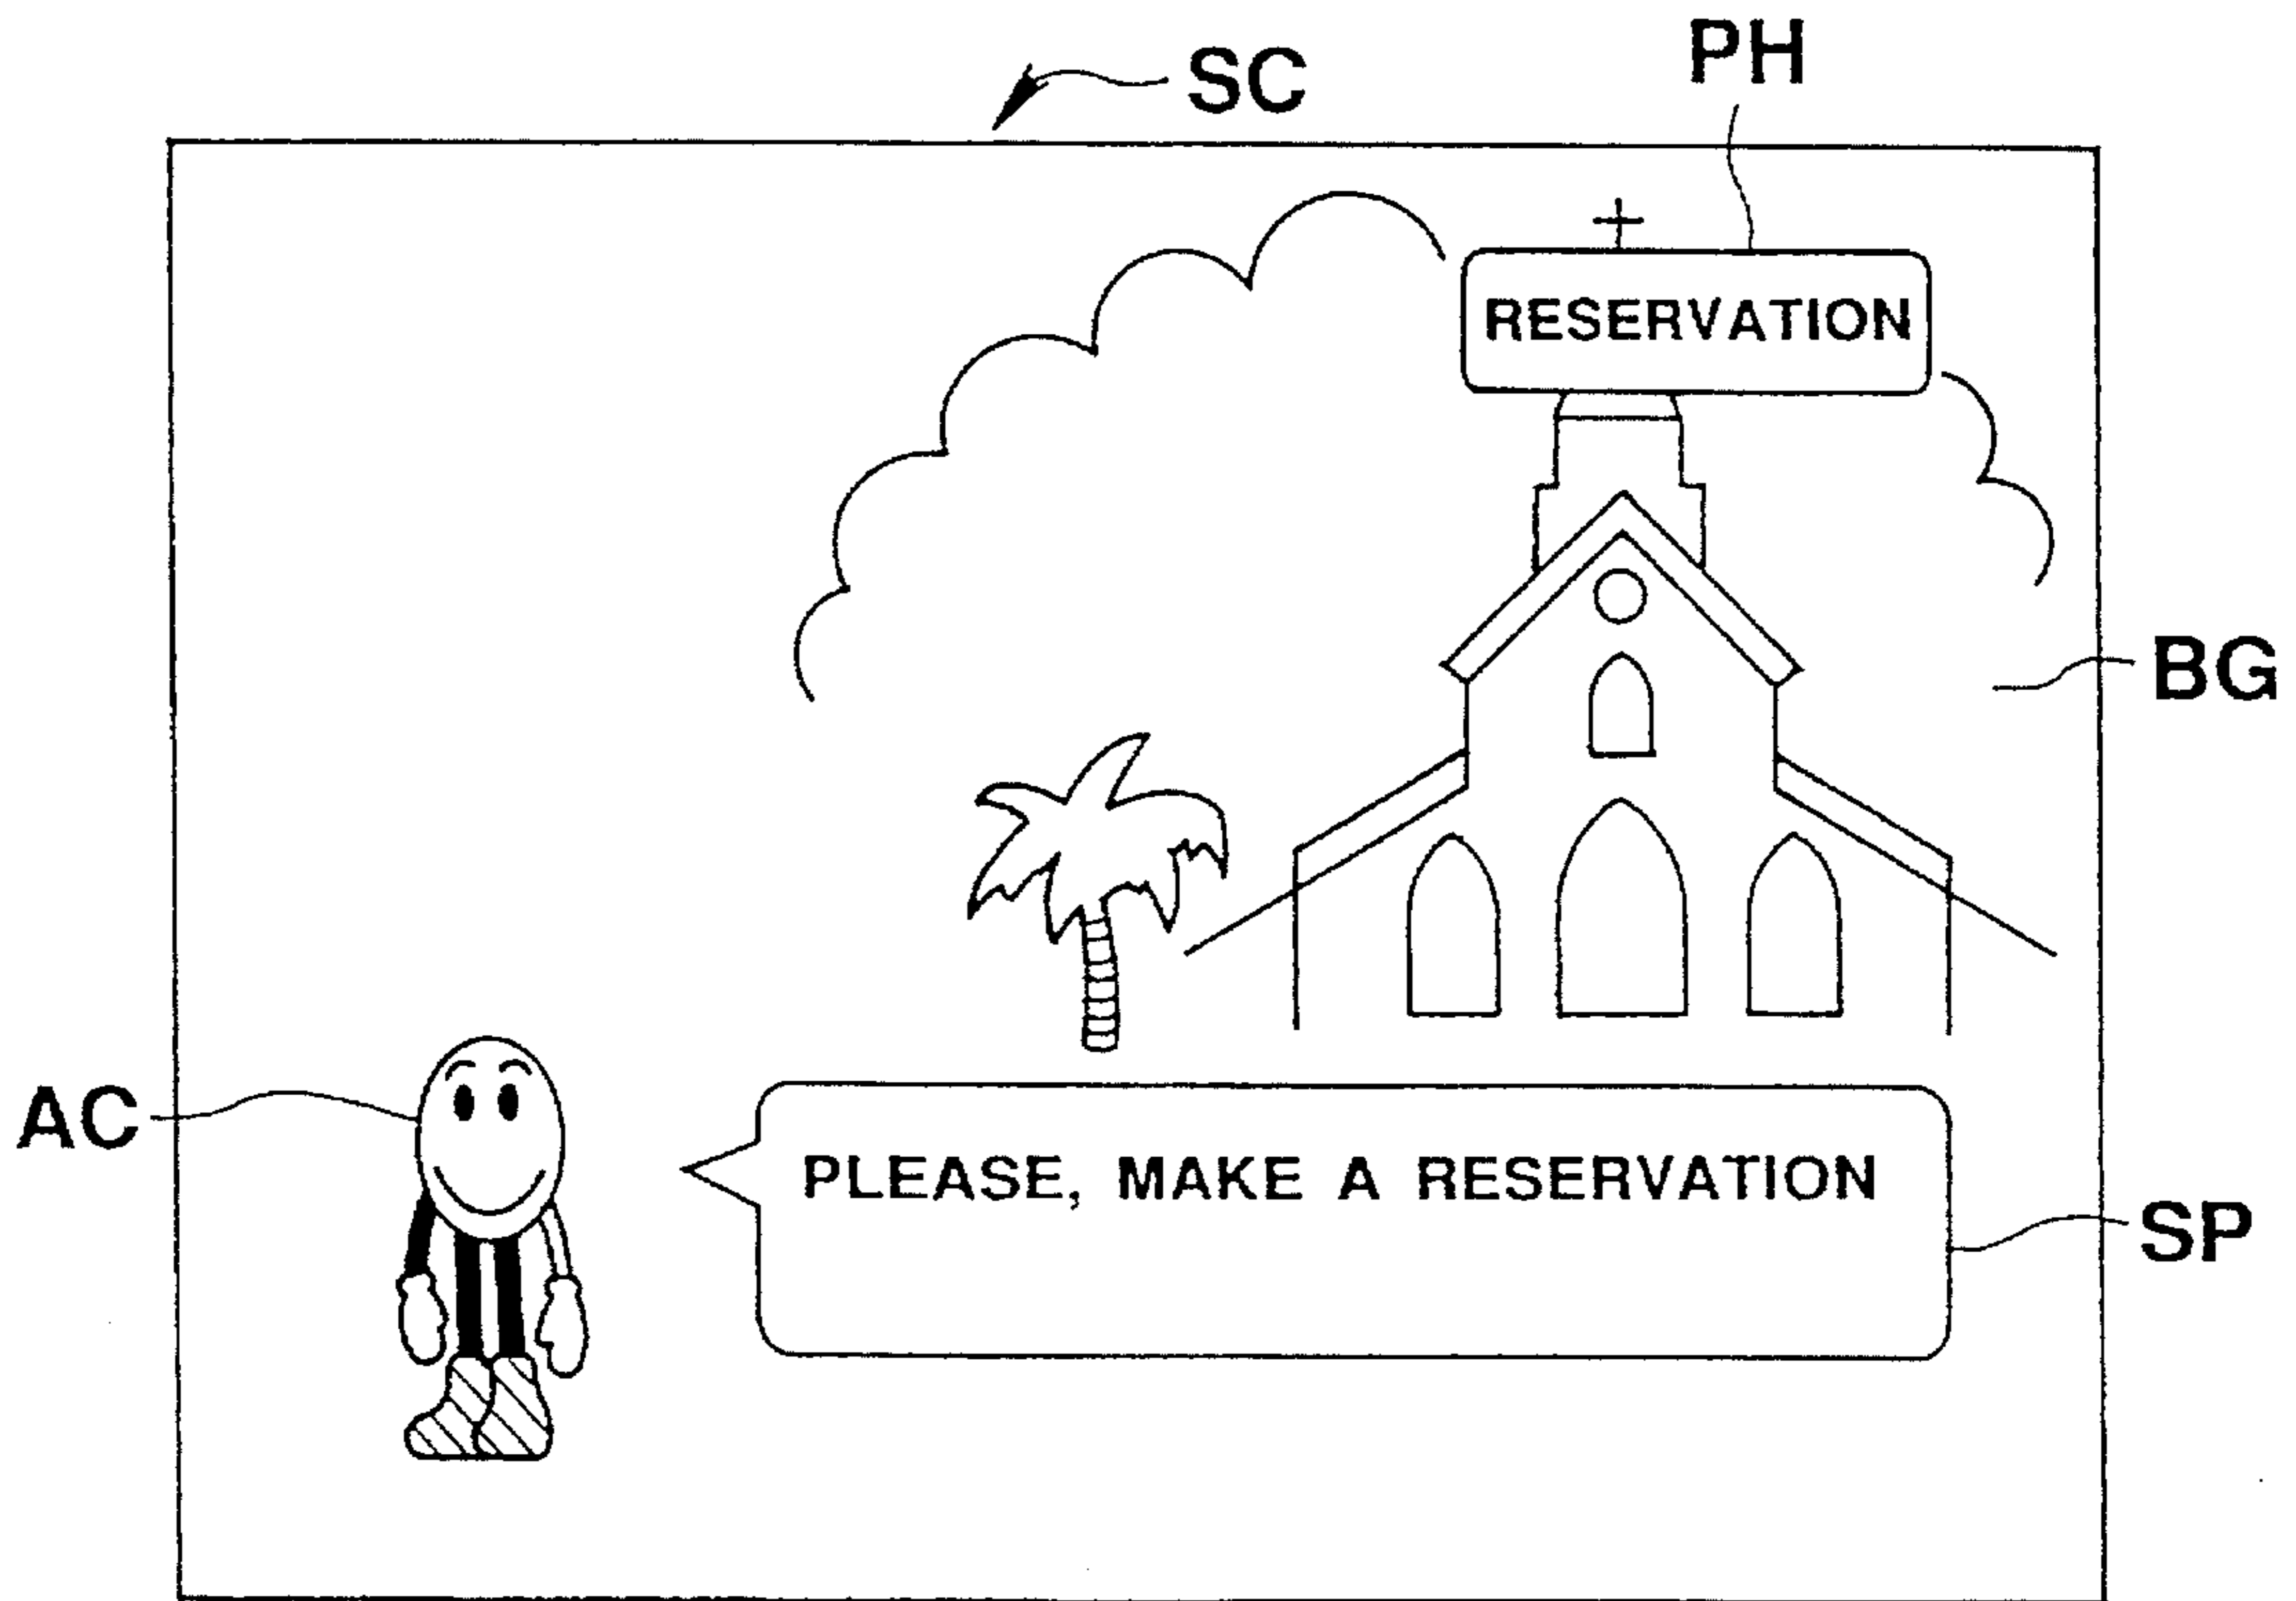 PH
SC
RESERVATION
BG
AC
PLEASE, MAKE A RESERVATION
SP